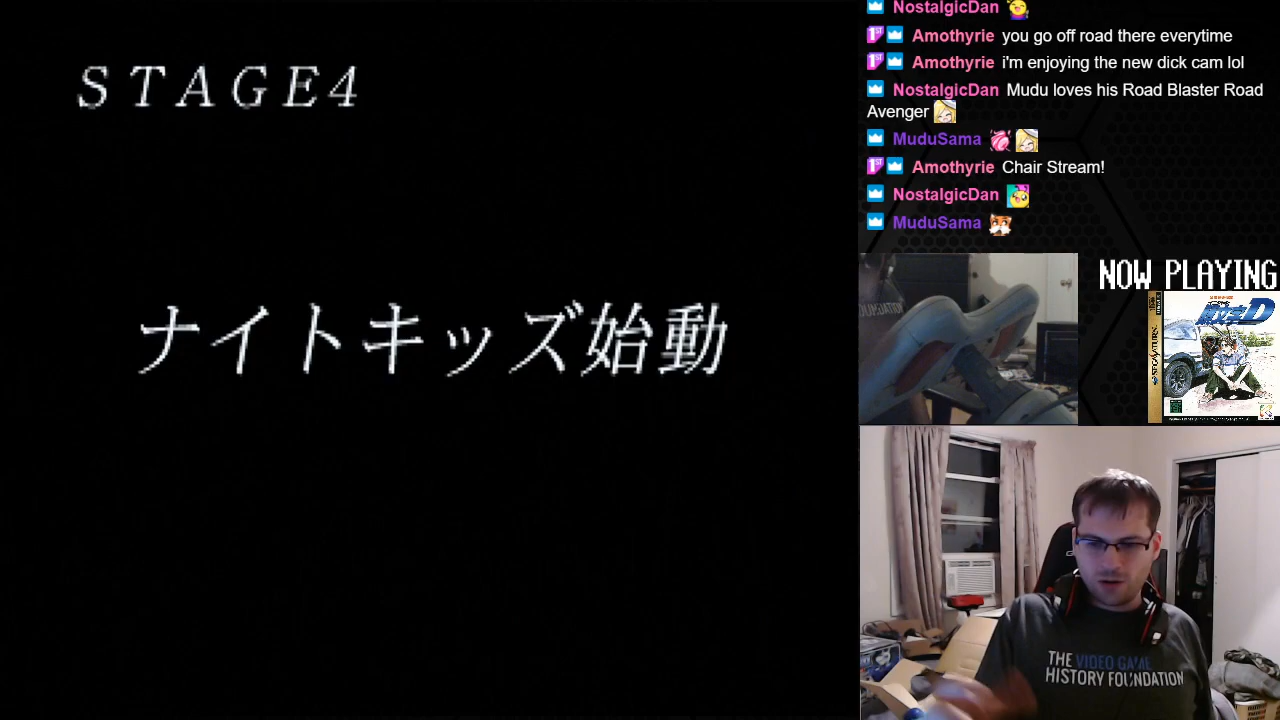 STAGE4
ナイトキッズ始動
NostalgicDan
Amothyrie you go off road there everytime
Amothyrie i'm enjoying the new dick cam lol
NostalgicDan Mudu loves his Road Blaster Road
Avenger
MuduSama
Amothyrie Chair Stream!
NostalgicDan
MuduSama
NOW PLAYING
SEGA SATURN
D
THE VIDEO GAME
HISTORY FOUNDATION